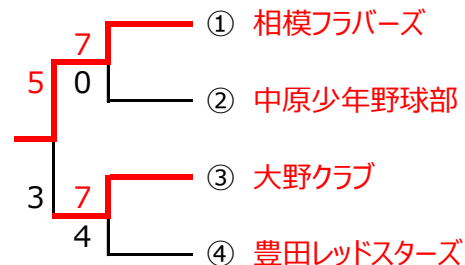 ① 相模フラバーズ
7
5 0
② 中原少年野球部
③ 大野クラブ
3 7
4
④ 豊田レッドスターズ